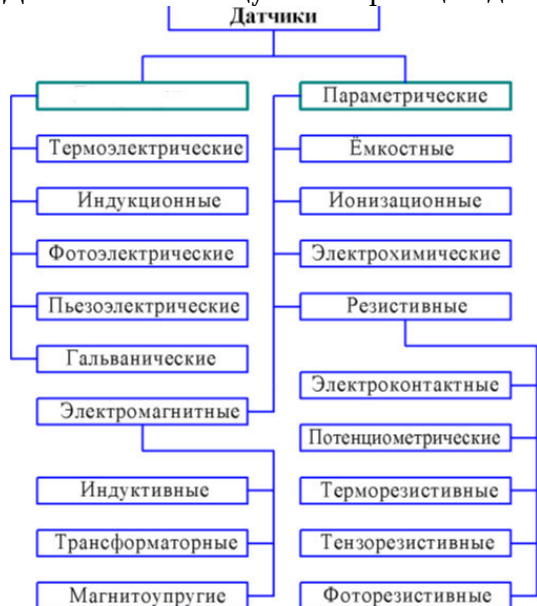 Датчики
Параметрические
Термоэлектрические
Ёмкостные
Индукционные
Ионизационные
Фотоэлектрические
Электрохимические
Пьезоэлектрические
Резистивные
Гальванические
Электроконтактные
Электромагнитные
Потенциометрические
Индуктивные
Терморезистивные
Трансформаторные
Тензорезистивные
Магнитоупругие
Фоторезистивные